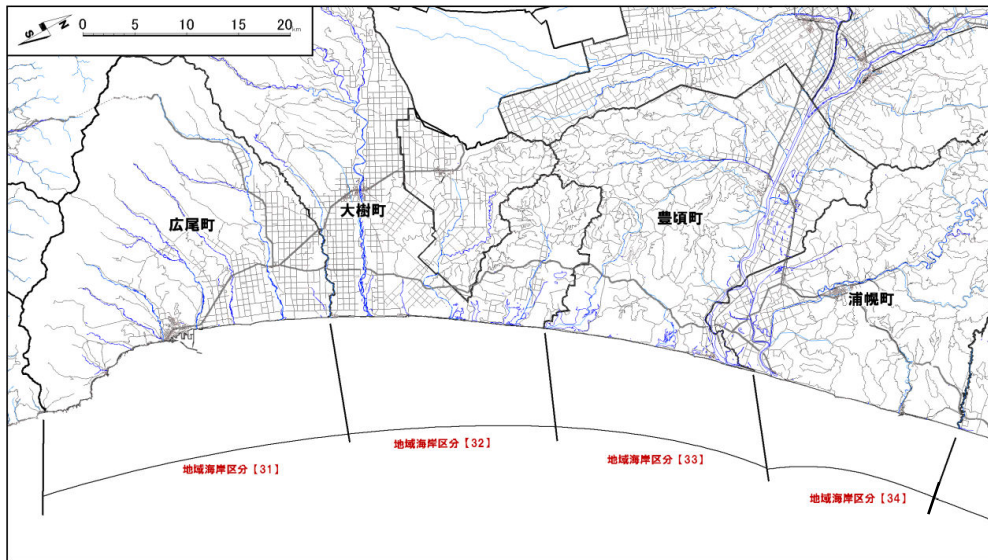 S N 0 5 10 15 20 km
大樹町
広尾町
豊頃町
浦幌町
地域海岸区分【32】
地域海岸区分【33】
地域海岸区分【31】
地域海岸区分【34】